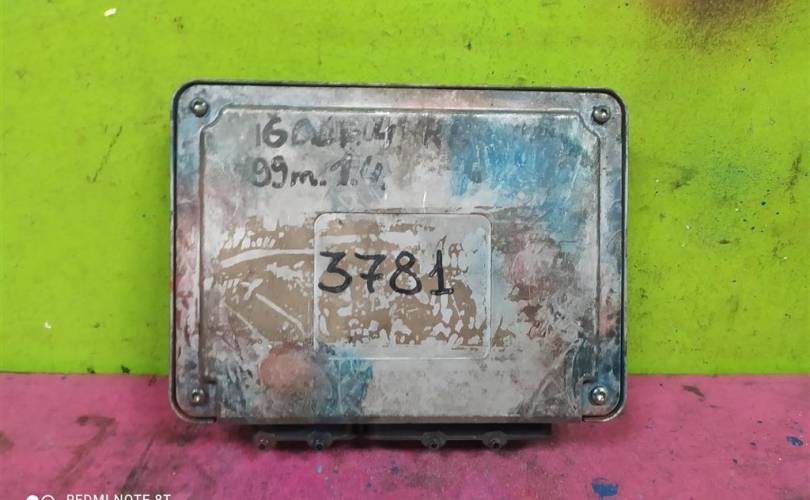 99m. 1.4
3781
REDMI NOTE 8T